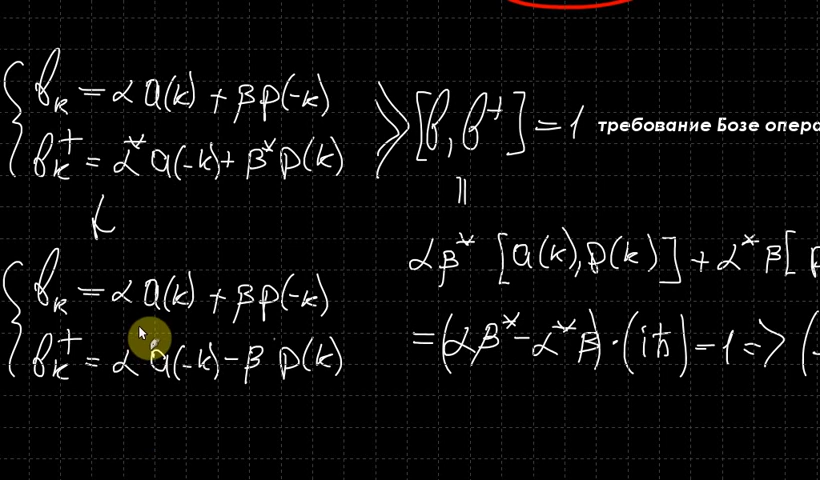 b_k = α a(k) + β p(-k)
b_k^+ = α* a(-k) + β* p(k)
b_k = α a(k) + β p(-k)
b_k^+ = α a(-k) - β p(k)
[b, b^+] = 1 требование Бозе опера
||
αβ* [a(k), p(k)] + α*β [ p
= (αβ* - α*β) · (iħ) = 1 => (